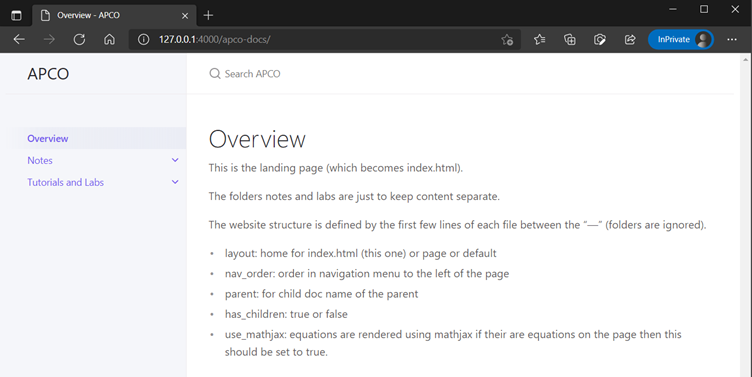 Overview - APCO
127.0.0.1:4000/apco-docs/
InPrivate
APCO
Search APCO
Overview
Notes
Tutorials and Labs
Overview
This is the landing page (which becomes index.html).
The folders notes and labs are just to keep content separate.
The website structure is defined by the first few lines of each file between the “—” (folders are ignored).
• layout: home for index.html (this one) or page or default
• nav_order: order in navigation menu to the left of the page
• parent: for child doc name of the parent
• has_children: true or false
• use_mathjax: equations are rendered using mathjax if their are equations on the page then this
should be set to true.